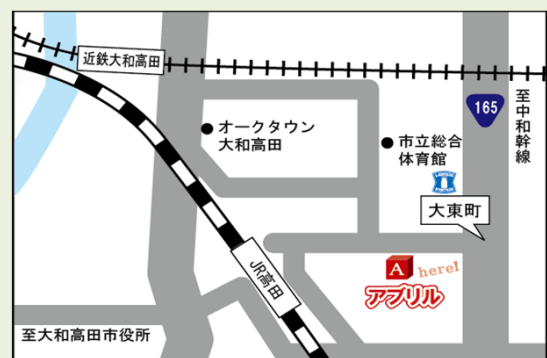 近鉄大和高田
165
至中和幹線
オークタウン
大和高田
市立総合
体育館
大東町
A here!
アプリル
JR高田
至大和高田市役所